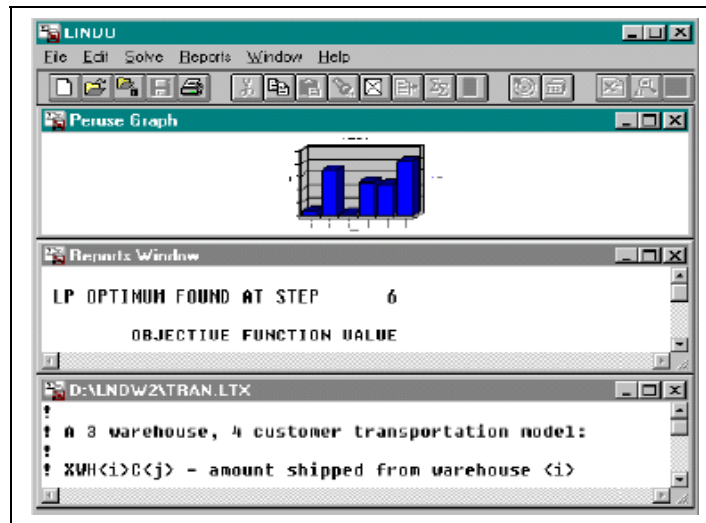 LINDO
File Edit Solve Reports Window Help
Peruse Graph
Reports Window
LP OPTIMUM FOUND AT STEP 6
OBJECTIVE FUNCTION VALUE
D:\LNDW2\TRAN.LTX
!
! A 3 warehouse, 4 customer transportation model:
!
! XWH<i>C<j> - amount shipped from warehouse <i>